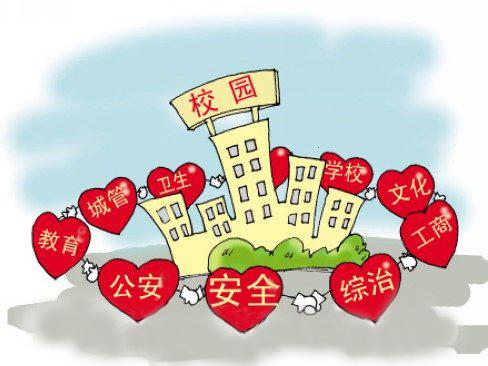 校园
卫生
学校
城管
文化
教育
工商
公安
安全
综治